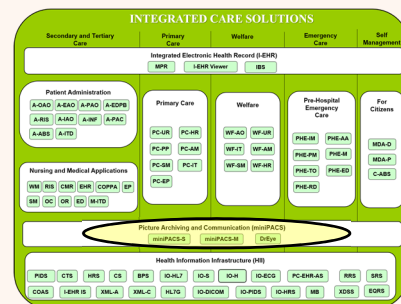 INTEGRATED CARE SOLUTIONS
Secondary and Tertiary Care
Primary Care
Welfare
Emergency Care
Self Management
Integrated Electronic Health Record (I-EHR)
MPR I-EHR Viewer IBS
Patient Administration
A-OAO A-EAO A-PAO A-EDPB
A-RIS A-IAO A-INF A-PAC
A-ABS A-ITD
Nursing and Medical Applications
WM RIS CMR EHR COPPA EP
SM OC OR ED M-ITD
Primary Care
PC-UR PC-HR
PC-PP PC-AM
PC-SM PC-IT
PC-EP
Welfare
WF-AO WF-UR
WF-IT WF-AM
WF-SM WF-HR
Pre-Hospital Emergency Care
PHE-IM PHE-AA
PHE-PM PHE-M
PHE-TO PHE-ED
PHE-RD
For Citizens
MDA-D
MDA-P
C-ABS
Picture Archiving and Communication (miniPACS)
miniPACS-S miniPACS-M DrEye
Health Information Infrastructure (HII)
PIDS CTS HRS CS BPS IO-HL7 IO-S IO-H IO-ECG PC-EHR-AS RRS SRS
COAS I-EHR IS XML-A XML-C HL7G IO-DICOM IO-PIDS IO-HRS MB XDSS EQRS